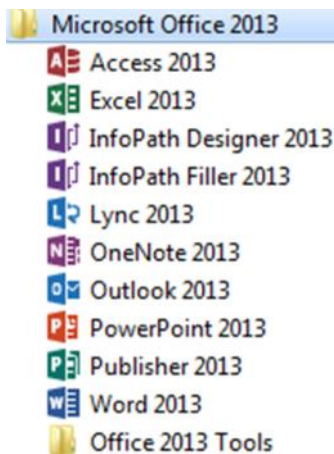 Microsoft Office 2013
Access 2013
Excel 2013
InfoPath Designer 2013
InfoPath Filler 2013
Lync 2013
OneNote 2013
Outlook 2013
PowerPoint 2013
Publisher 2013
Word 2013
Office 2013 Tools